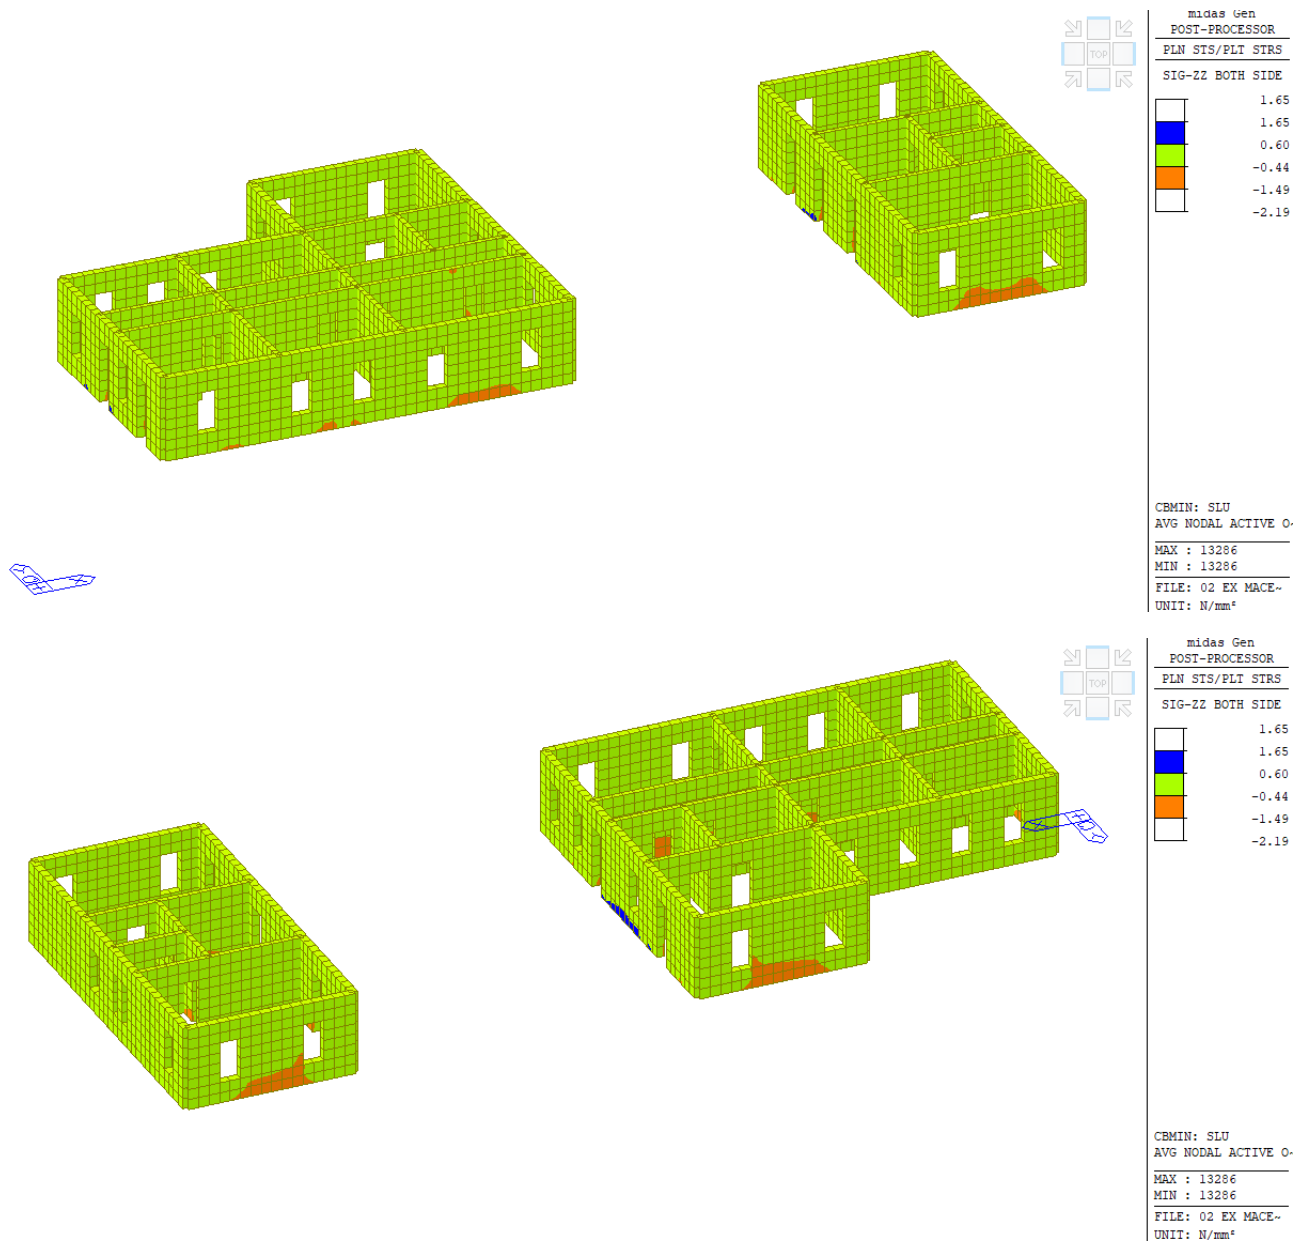 midas Gen
POST-PROCESSOR
PLN STS/PLT STRS
SIG-ZZ BOTH SIDE
TOP
1.65
1.65
0.60
-0.44
-1.49
-2.19
CBMIN: SLU
AVG NODAL ACTIVE O~
MAX : 13286
MIN : 13286
FILE: 02 EX MACE~
UNIT: N/mm²
midas Gen
POST-PROCESSOR
PLN STS/PLT STRS
SIG-ZZ BOTH SIDE
TOP
1.65
1.65
0.60
-0.44
-1.49
-2.19
CBMIN: SLU
AVG NODAL ACTIVE O~
MAX : 13286
MIN : 13286
FILE: 02 EX MACE~
UNIT: N/mm²